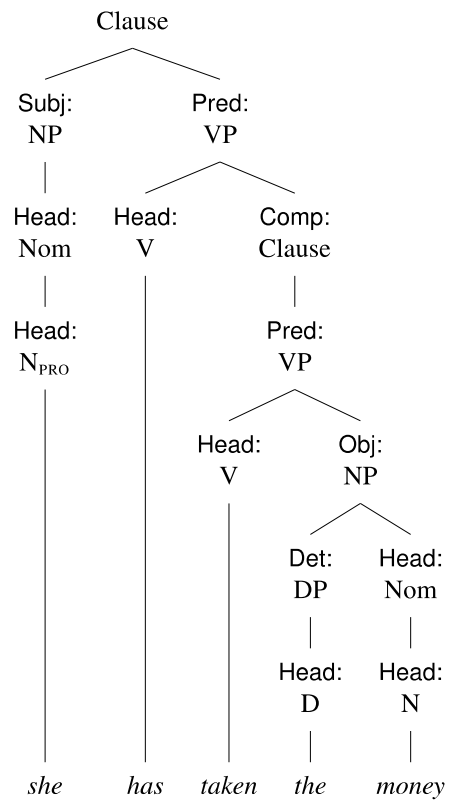 Clause
Subj: Pred:
NP VP
Head: Head: Comp:
Nom V Clause
Head: Pred:
NPRO VP
Head: Obj:
V NP
Det: Head:
DP Nom
Head: Head:
D N
she has taken the money